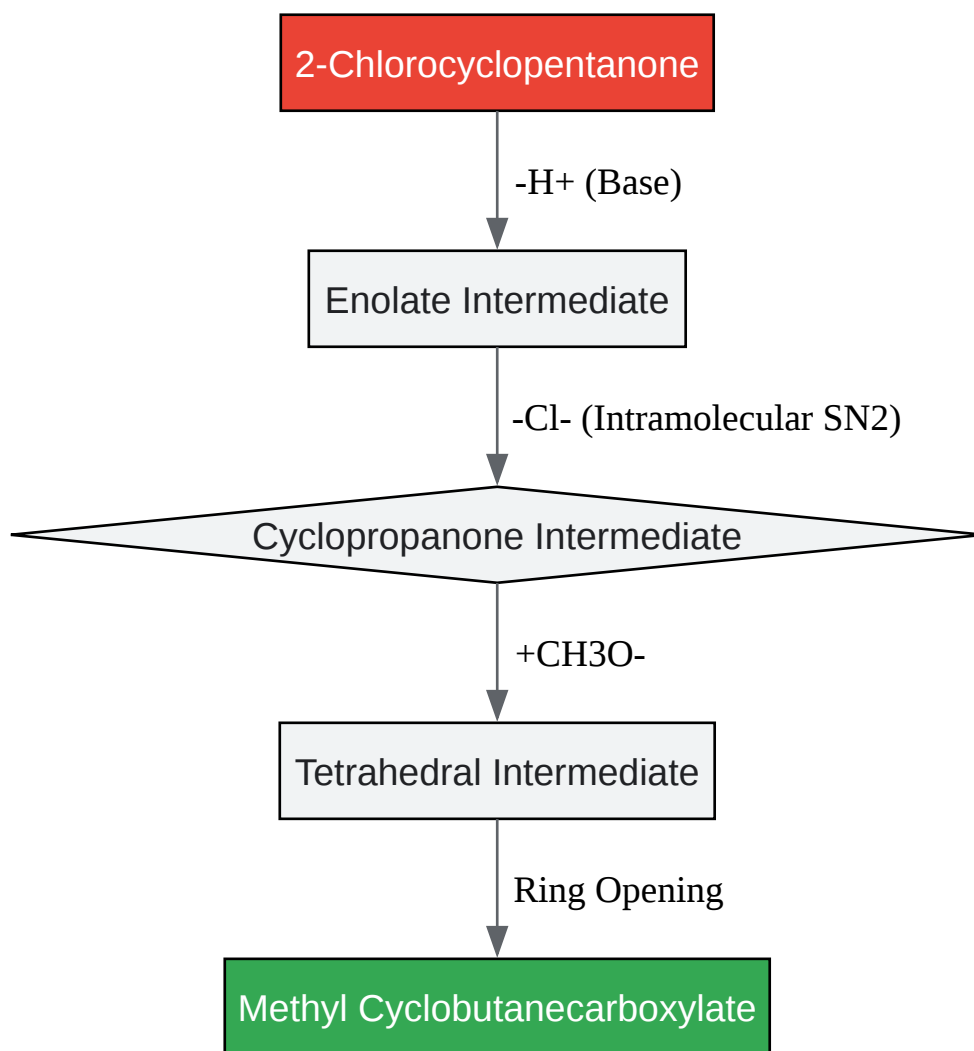 2-Chlorocyclopentanone
-H+ (Base)
Enolate Intermediate
-Cl- (Intramolecular SN2)
Cyclopropanone Intermediate
+CH3O-
Tetrahedral Intermediate
Ring Opening
Methyl Cyclobutanecarboxylate